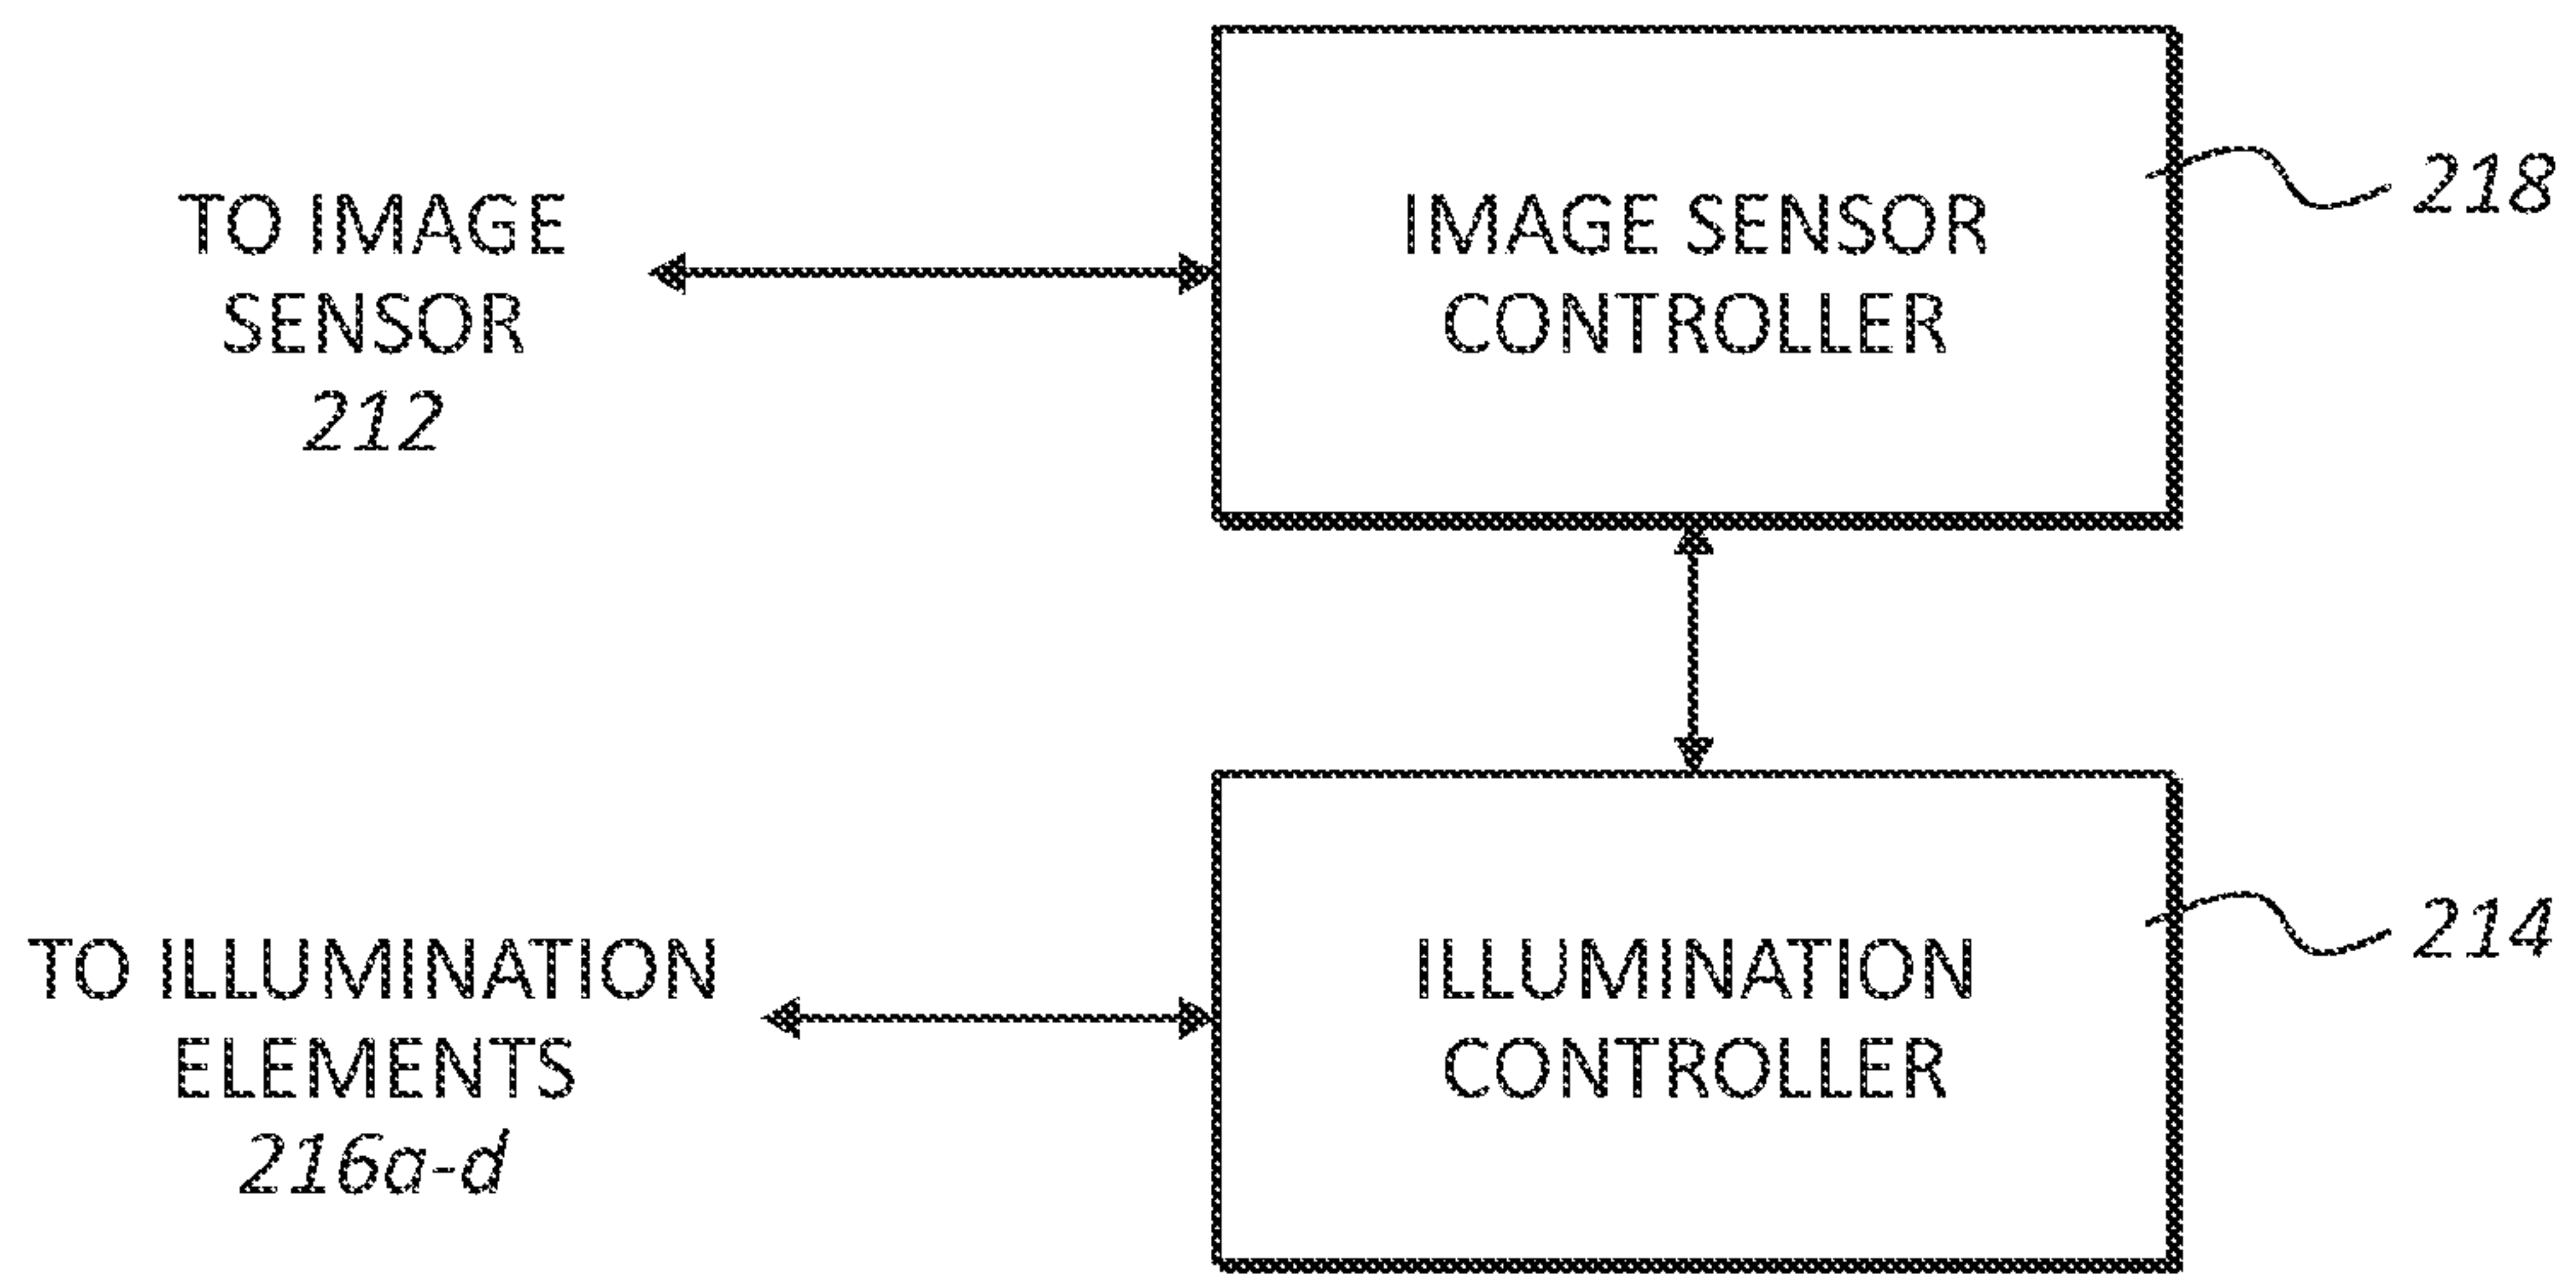 TO IMAGE
SENSOR
212
IMAGE SENSOR
CONTROLLER
218
TO ILLUMINATION
ELEMENTS
216a-d
ILLUMINATION
CONTROLLER
214